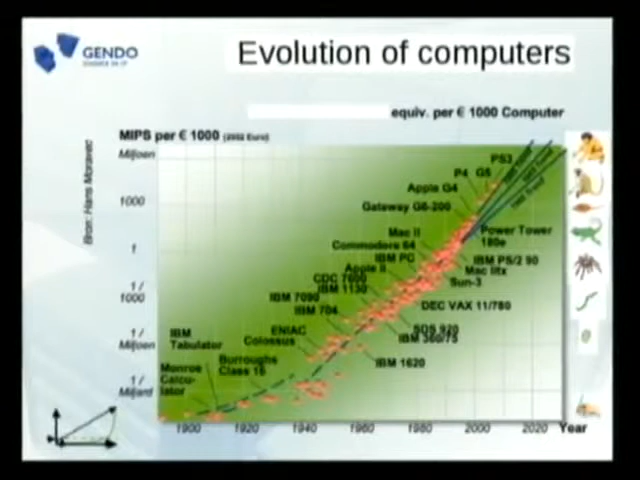 GENDO
Evolution of computers
equiv. per € 1000 Computer
MIPS per € 1000 (2002 Euro)
Miljoen
1000
1
1 /
1000
1 /
Miljoen
1 /
Miljard
Bron: Hans Moravec
PS3
P4 G5
Apple G4
Gateway G6-200
Mac II
Commodore 64
IBM PC
Apple II
CDC 7600
IBM 1130
IBM 7090
IBM 704
ENIAC
Colossus
IBM
Tabulator
Burroughs
Class 16
Monroe
Calcu-
lator
Power Tower
180e
IBM PS/2 90
Mac IIfx
Sun-3
DEC VAX 11/780
SDS 920
IBM 360/75
IBM 1620
1900
1920
1940
1960
1980
2000
2020
Year